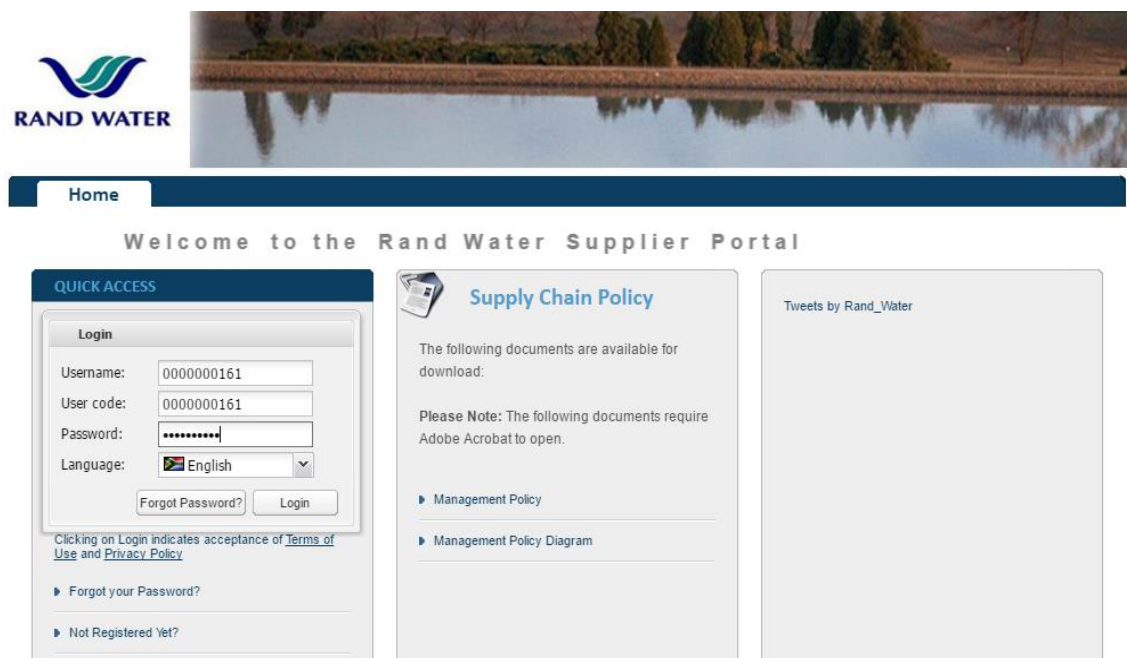 RAND WATER
Home
Welcome to the Rand Water Supplier Portal
QUICK ACCESS
Login
Username:
0000000161
User code:
0000000161
Password:
••••••••••
Language:
English
Forgot Password?
Login
Clicking on Login indicates acceptance of Terms of
Use and Privacy Policy
Forgot your Password?
Not Registered Yet?
Supply Chain Policy
The following documents are available for
download:
Please Note: The following documents require
Adobe Acrobat to open.
Management Policy
Management Policy Diagram
Tweets by Rand_Water